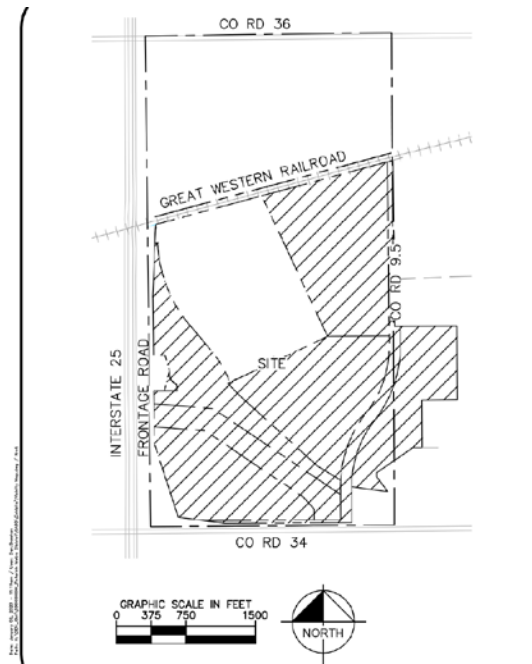 CO RD 36
GREAT WESTERN RAILROAD
CO RD 9.5
SITE
INTERSTATE 25
FRONTAGE ROAD
CO RD 34
GRAPHIC SCALE IN FEET
0 375 750 1500
NORTH